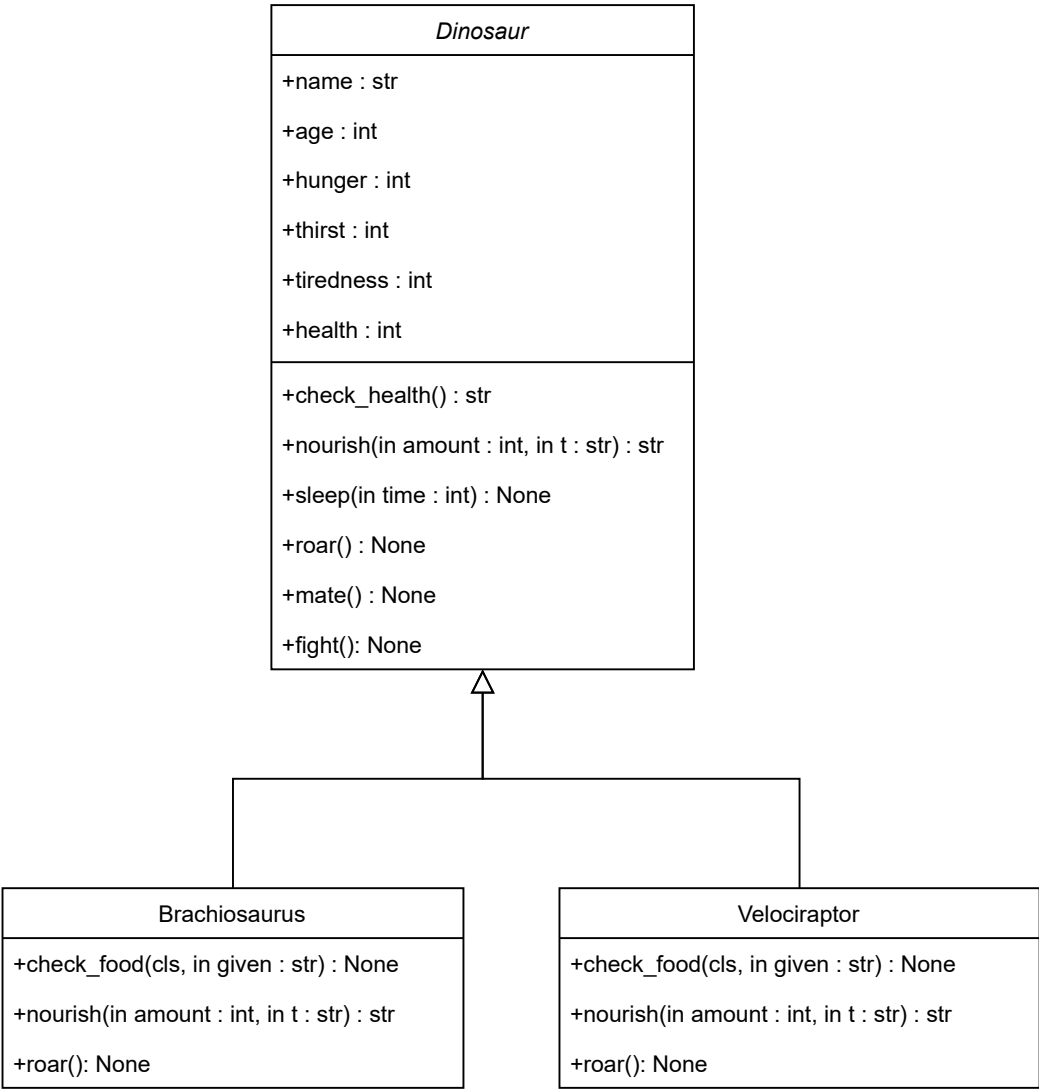 Dinosaur
+name : str
+age : int
+hunger : int
+thirst : int
+tiredness : int
+health : int
+check_health() : str
+nourish(in amount : int, in t : str) : str
+sleep(in time : int) : None
+roar() : None
+mate() : None
+fight(): None
Brachiosaurus
+check_food(cls, in given : str) : None
+nourish(in amount : int, in t : str) : str
+roar(): None
Velociraptor
+check_food(cls, in given : str) : None
+nourish(in amount : int, in t : str) : str
+roar(): None